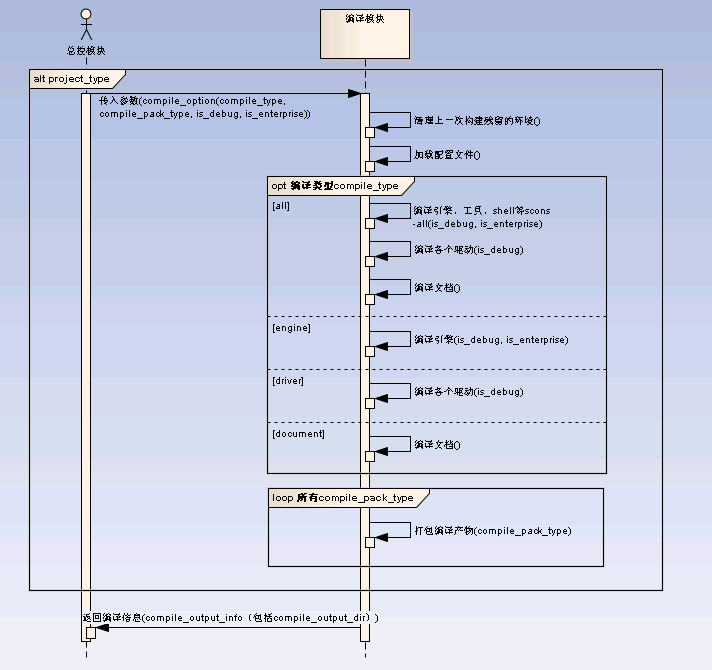 编译模块
总控模块
alt project_type
传入参数(compile_option(compile_type,
compile_pack_type, is_debug, is_enterprise))
清理上一次构建残留的环境()
加载配置文件()
opt 编译类型compile_type
[all]
编译引擎，工具，shell等scons
-all(is_debug, is_enterprise)
编译各个驱动(is_debug)
编译文档()
[engine]
编译引擎(is_debug, is_enterprise)
[driver]
编译各个驱动(is_debug)
[document]
编译文档()
loop 所有compile_pack_type
打包编译产物(compile_pack_type)
返回编译信息(compile_output_info（包括compile_output_dir）)